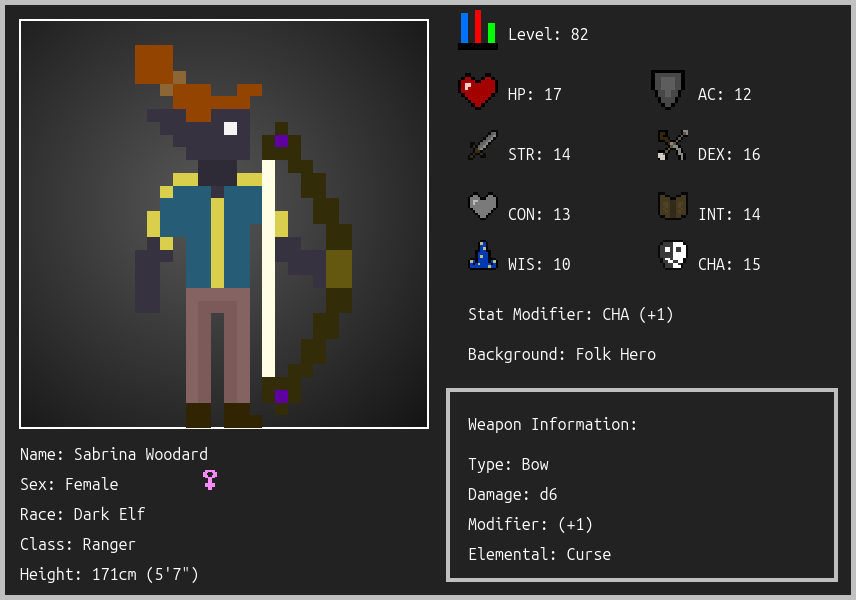 Level: 82
HP: 17
AC: 12
STR: 14
DEX: 16
CON: 13
INT: 14
WIS: 10
CHA: 15
Stat Modifier: CHA (+1)
Background: Folk Hero
Weapon Information:
Type: Bow
Damage: d6
Modifier: (+1)
Elemental: Curse
Name: Sabrina Woodard
Sex: Female
Race: Dark Elf
Class: Ranger
Height: 171cm (5'7")